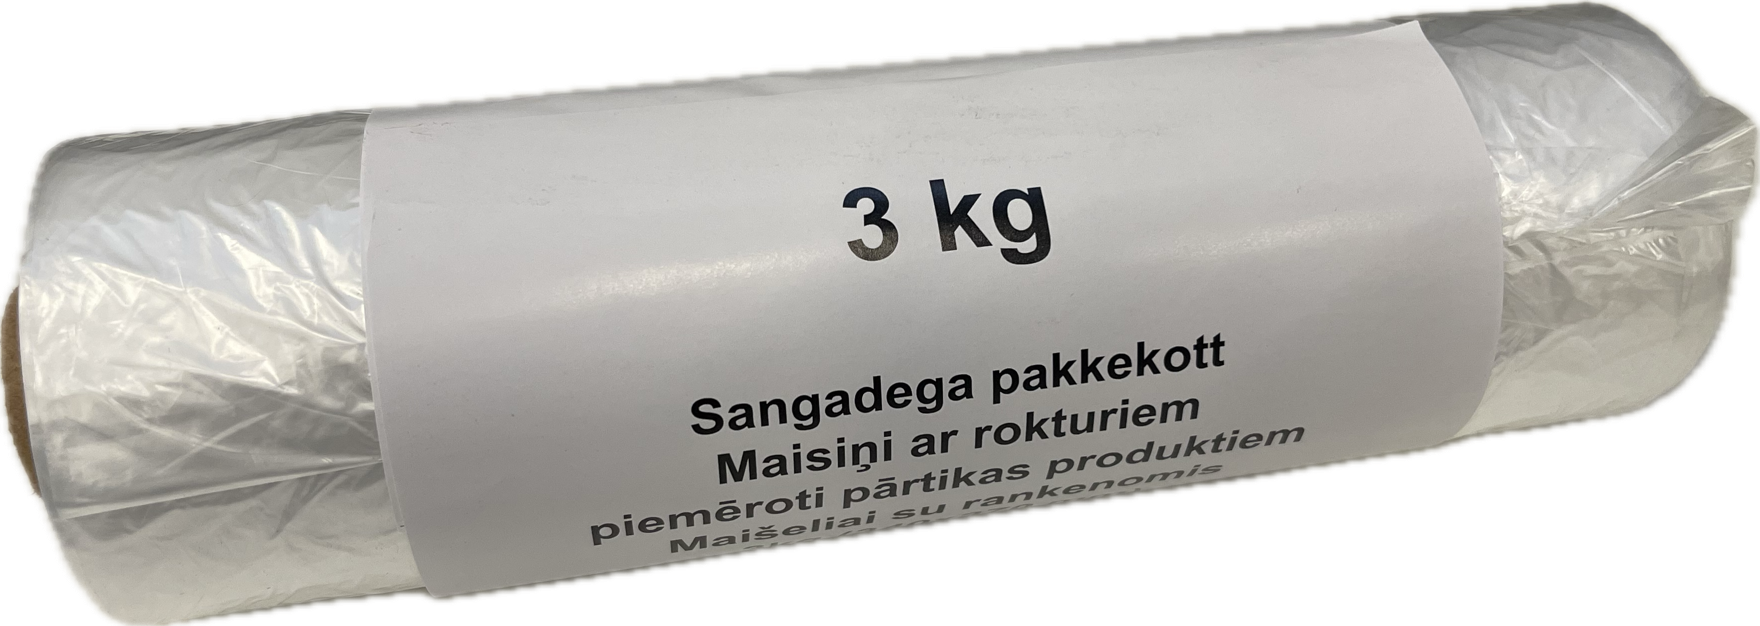 3 kg
Sangadega pakkekott
Maisiņi ar rokturiem
piemēroti pārtikas produktiem
Maišeliai su rankenomis